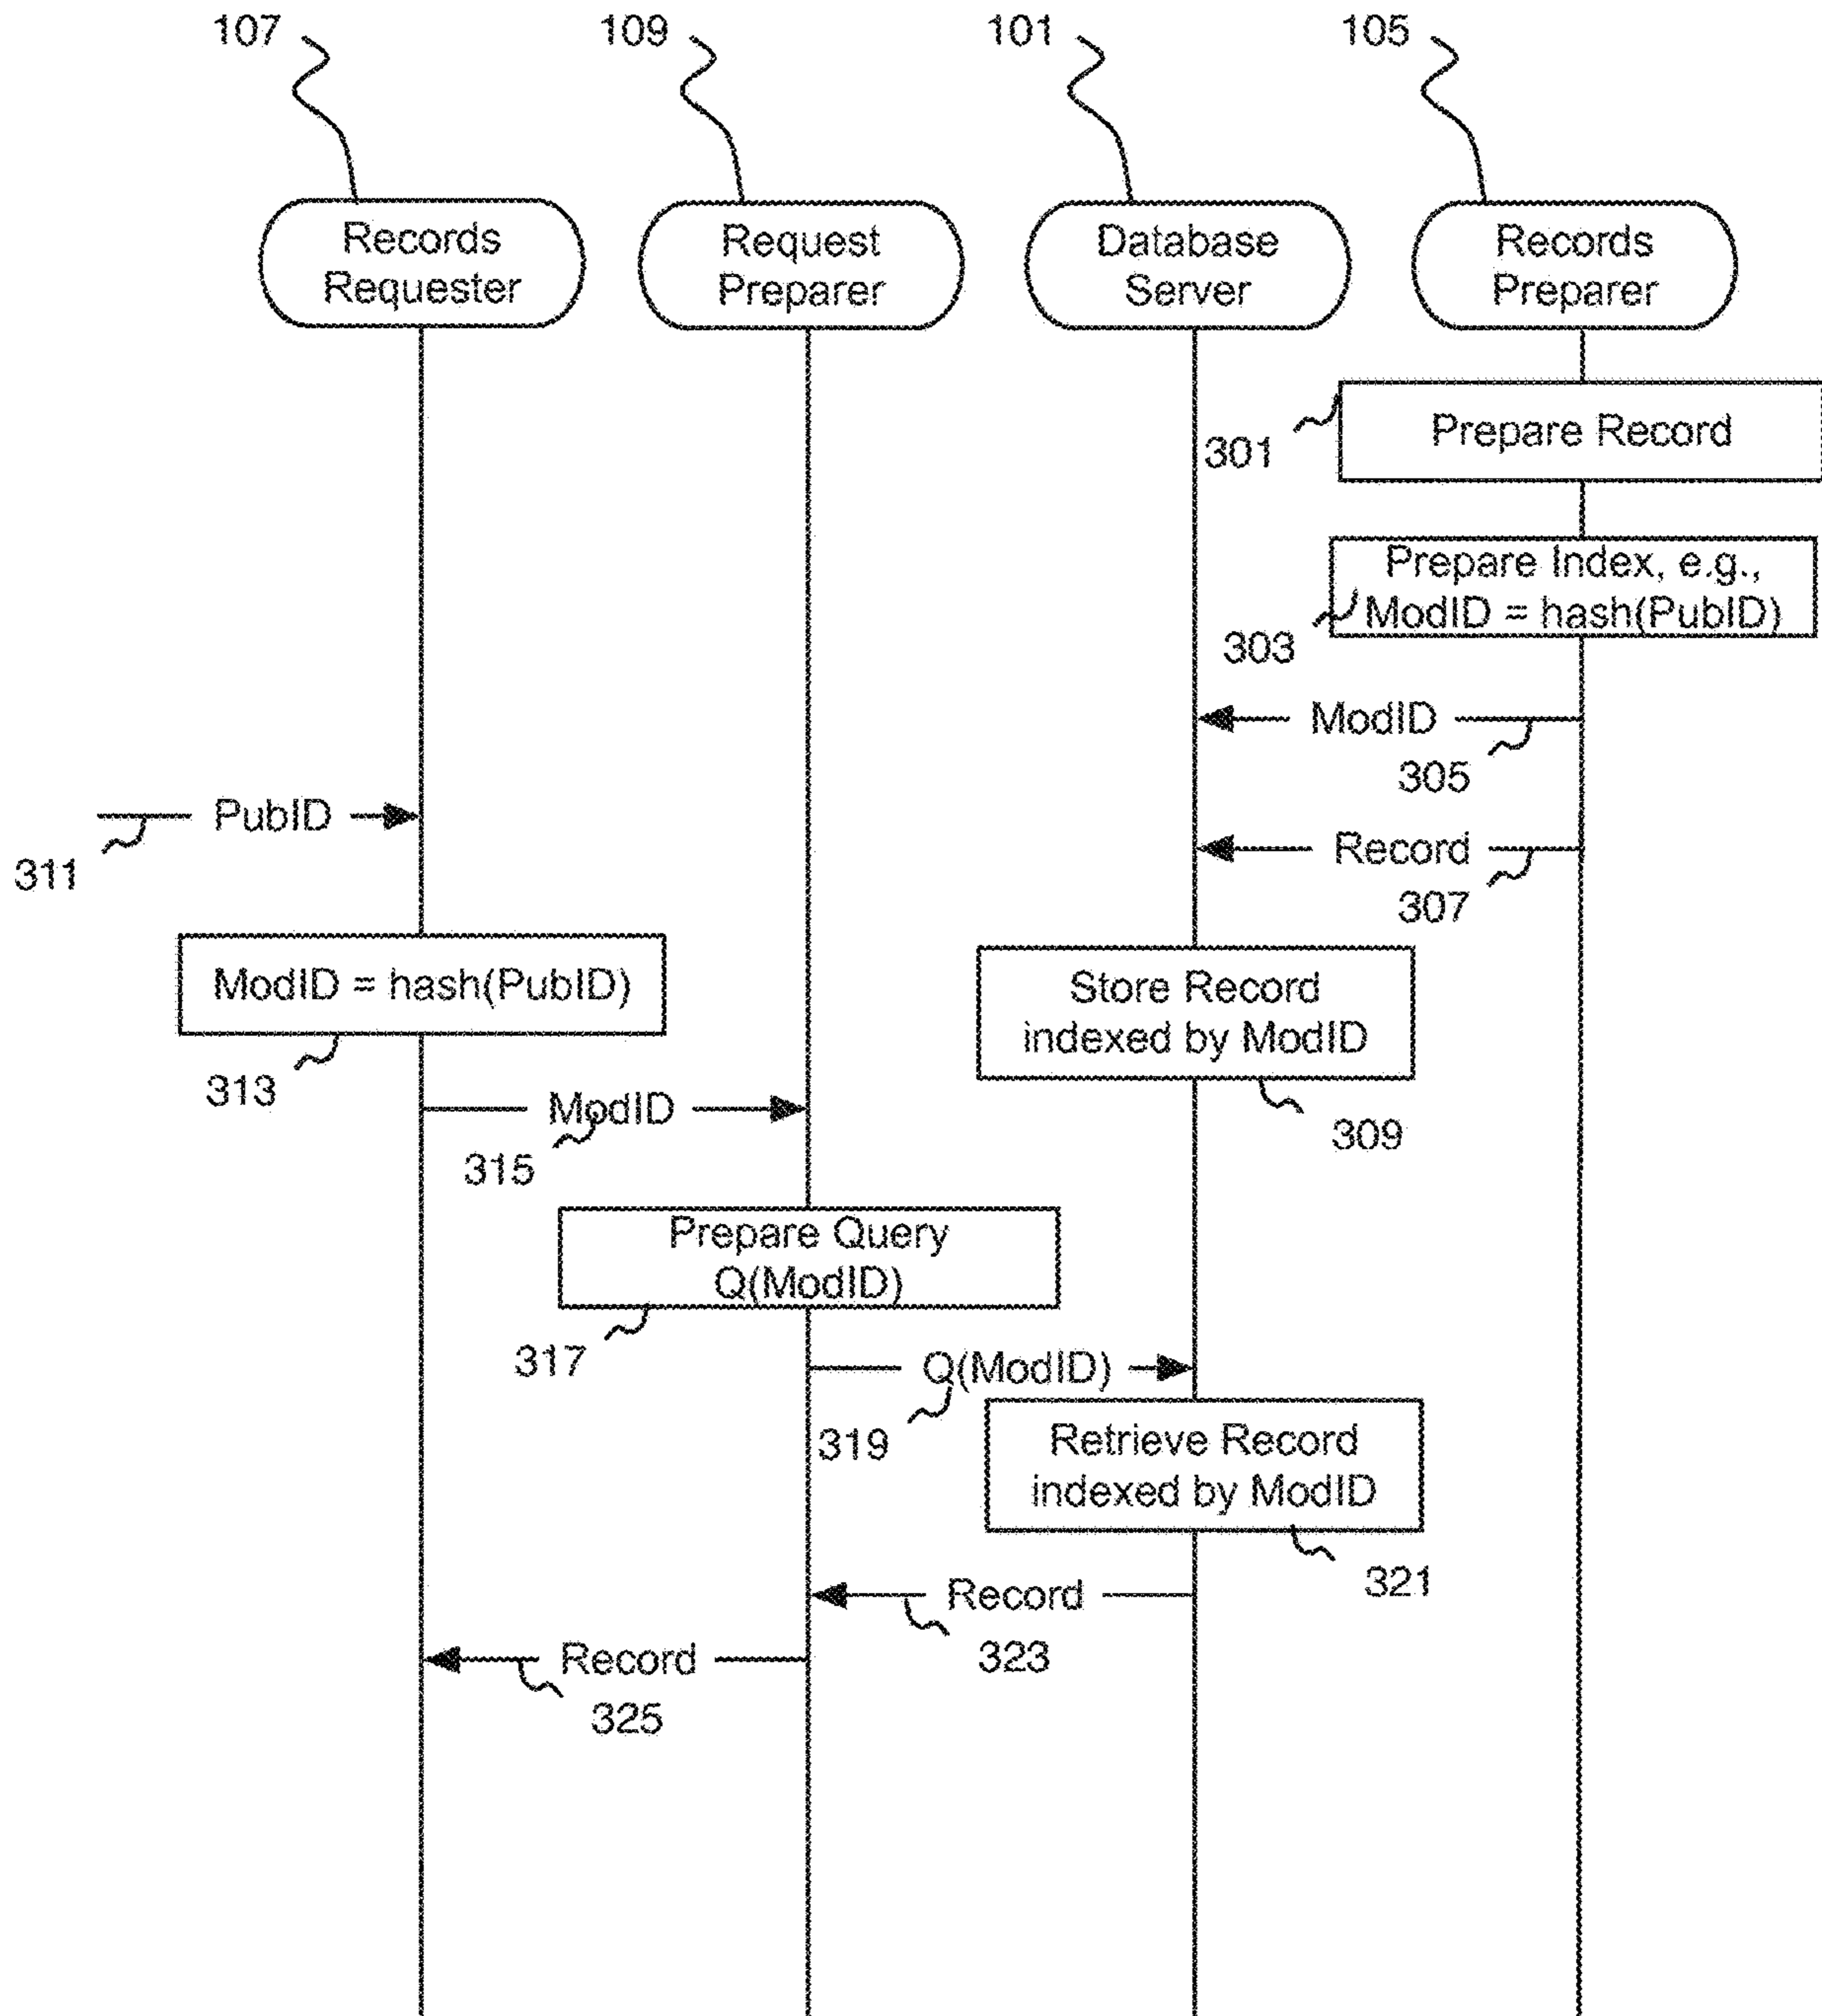 107
109
101
105
Records
Requester
Request
Preparer
Database
Server
Records
Preparer
Prepare Record
301
Prepare Index, e.g.,
ModID = hash(PubID)
303
ModID
305
PubID
311
Record
307
ModID = hash(PubID)
313
Store Record
indexed by ModID
309
ModID
315
Prepare Query
Q(ModID)
317
Q(ModID)
319
Retrieve Record
indexed by ModID
321
Record
323
Record
325